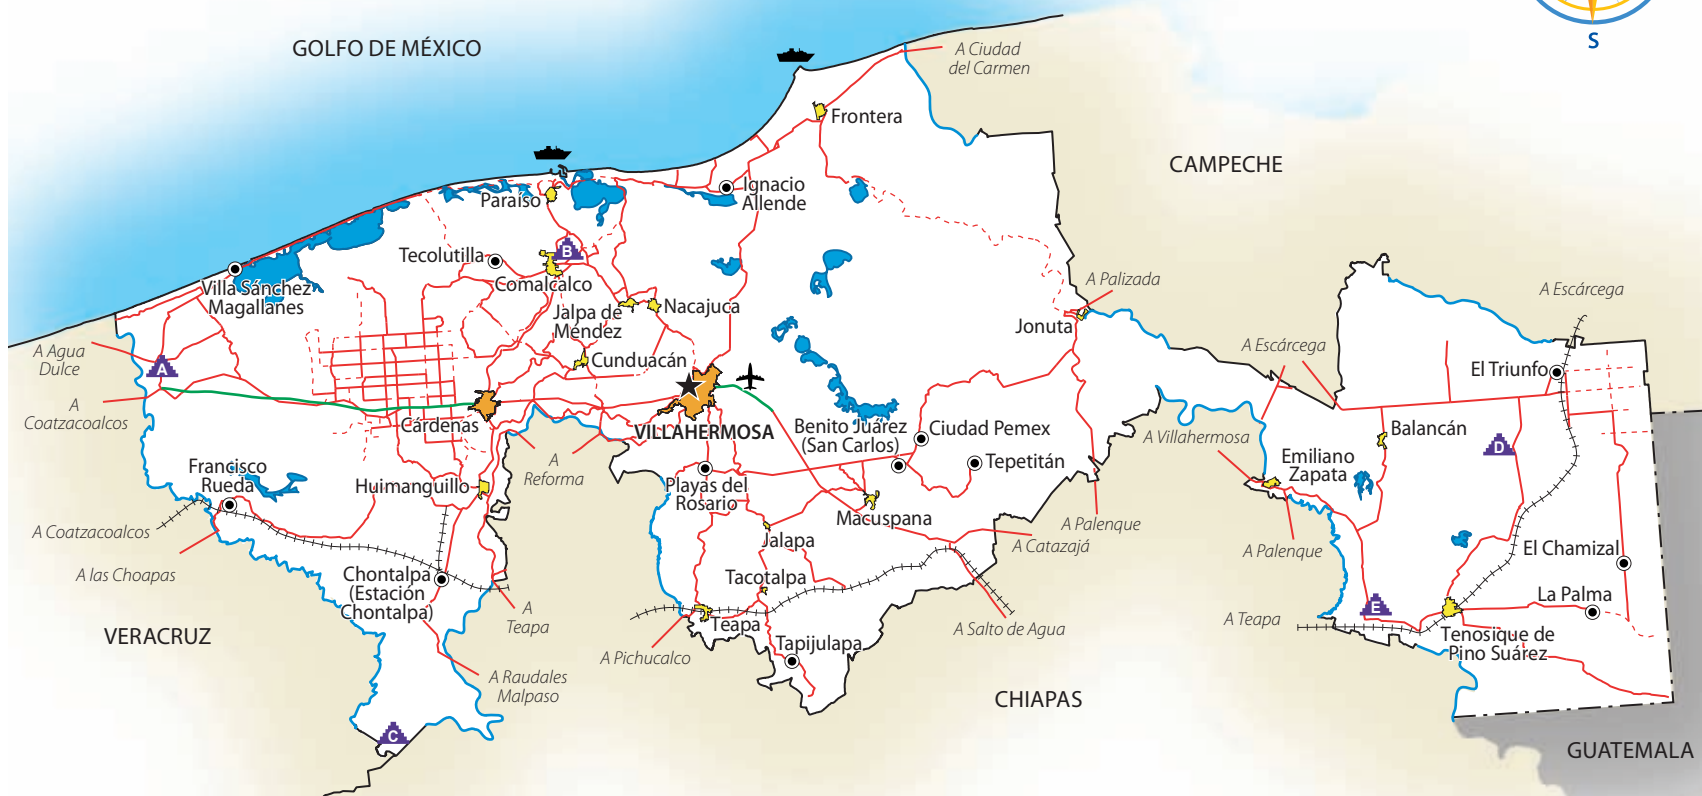 S
GOLFO DE MÉXICO
A Ciudad
del Carmen
Frontera
CAMPECHE
Paraíso
Ignacio
Allende
Tecolutilla
B
Comalcalco
Villa Sánchez
Magallanes
A Palizada
A Escárcega
Jalpa de
Méndez
Nacajuca
Jonuta
A Agua
Dulce
A
Cunduacán
A Escárcega
El Triunfo
A
Coatzacoalcos
Cárdenas
VILLAHERMOSA
Benito Juárez
(San Carlos)
Ciudad Pemex
A Villahermosa
Balancán
D
Francisco
Rueda
Huimanguillo
A
Reforma
Playas del
Rosario
Tepetitán
Emiliano
Zapata
Macuspana
A Coatzacoalcos
A Palenque
A Catazajá
A Palenque
Jalapa
El Chamizal
A las Choapas
Chontalpa
(Estación
Chontalpa)
Tacotalpa
La Palma
E
A
Teapa
Teapa
A Salto de Agua
A Teapa
VERACRUZ
Tapijulapa
Tenosique de
Pino Suárez
A Pichucalco
A Raudales
Malpaso
CHIAPAS
C
GUATEMALA